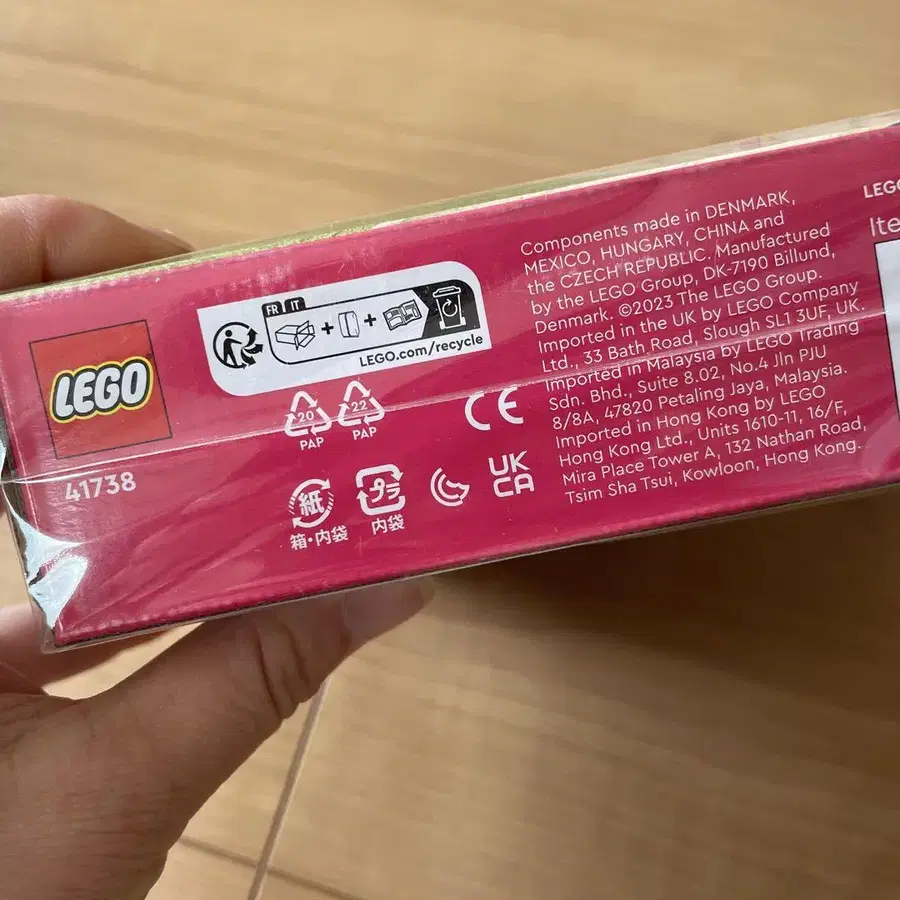 LEGO
41738
FR IT
LEGO.com/recycle
20
PAP
22
PAP
CE
紙
箱・内袋
プラ
内袋
UK
CA
Components made in DENMARK,
MEXICO, HUNGARY, CHINA and
the CZECH REPUBLIC. Manufactured
by the LEGO Group, DK-7190 Billund,
Denmark. ©2023 The LEGO Group.
Imported in the UK by LEGO Company
Ltd., 33 Bath Road, Slough SL1 3UF, UK.
Imported in Malaysia by LEGO Trading
Sdn. Bhd., Suite 8.02, No.4 Jln PJU
8/8A, 47820 Petaling Jaya, Malaysia.
Imported in Hong Kong by LEGO
Hong Kong Ltd., Units 1610-11, 16/F,
Mira Place Tower A, 132 Nathan Road,
Tsim Sha Tsui, Kowloon, Hong Kong.
LEGO
Ite